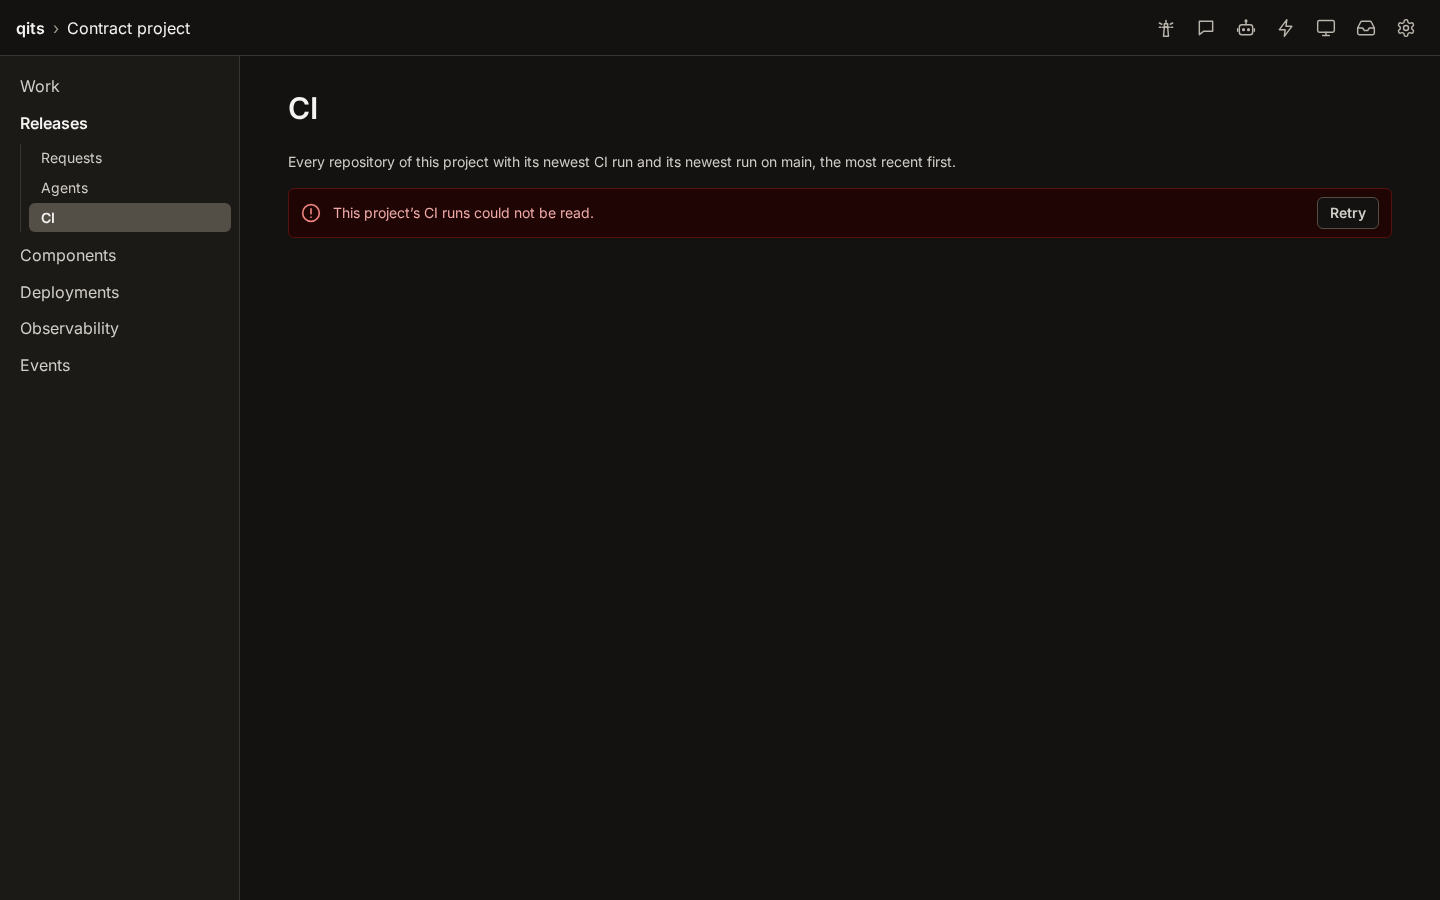 qits › Contract project
Work
Releases
Requests
Agents
CI
Components
Deployments
Observability
Events
CI
Every repository of this project with its newest CI run and its newest run on main, the most recent first.
This project’s CI runs could not be read.
Retry